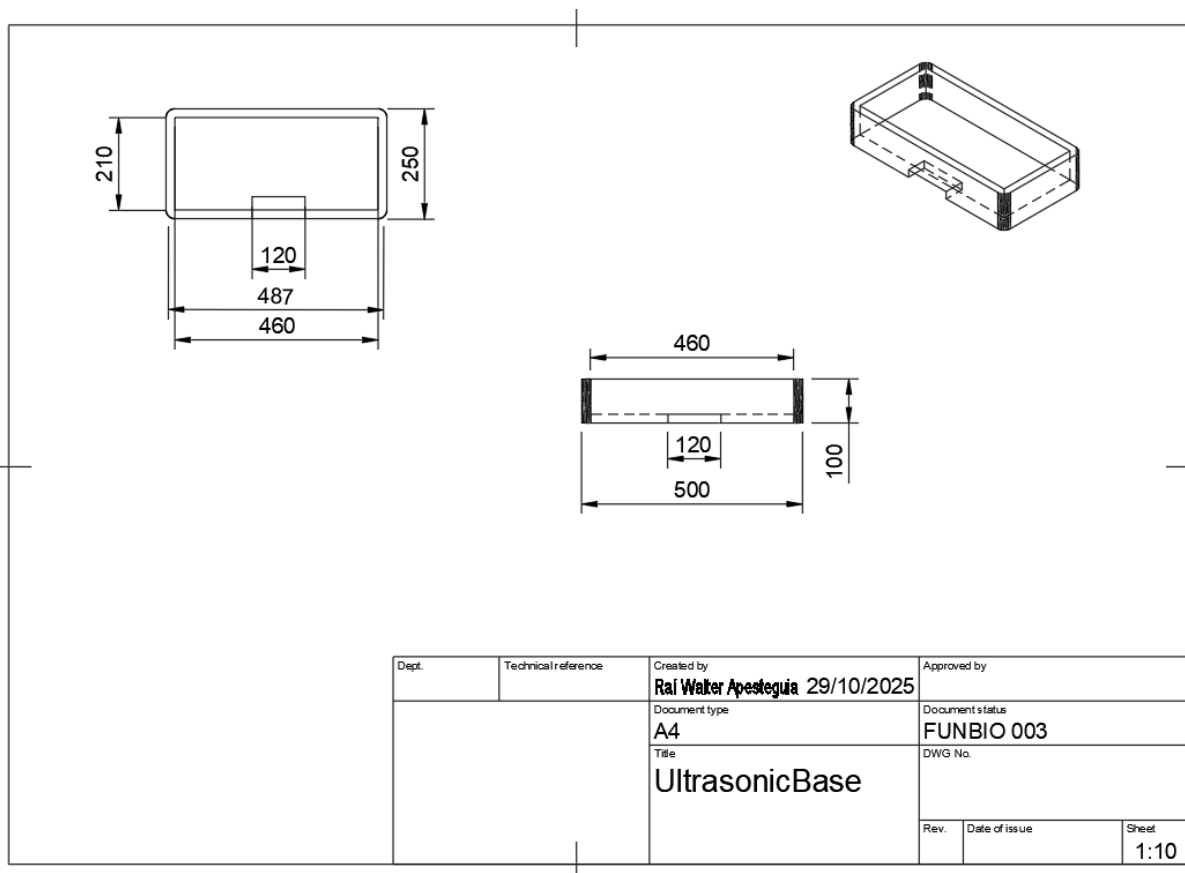 210
250
120
487
460
460
120
100
500
Dept.
Technical reference
Created by
Raí Walter Apesteguia 29/10/2025
Approved by
Document type
A4
Document status
FUNBIO 003
Title
UltrasonicBase
DWG No.
Rev.
Date of issue
Sheet
1:10